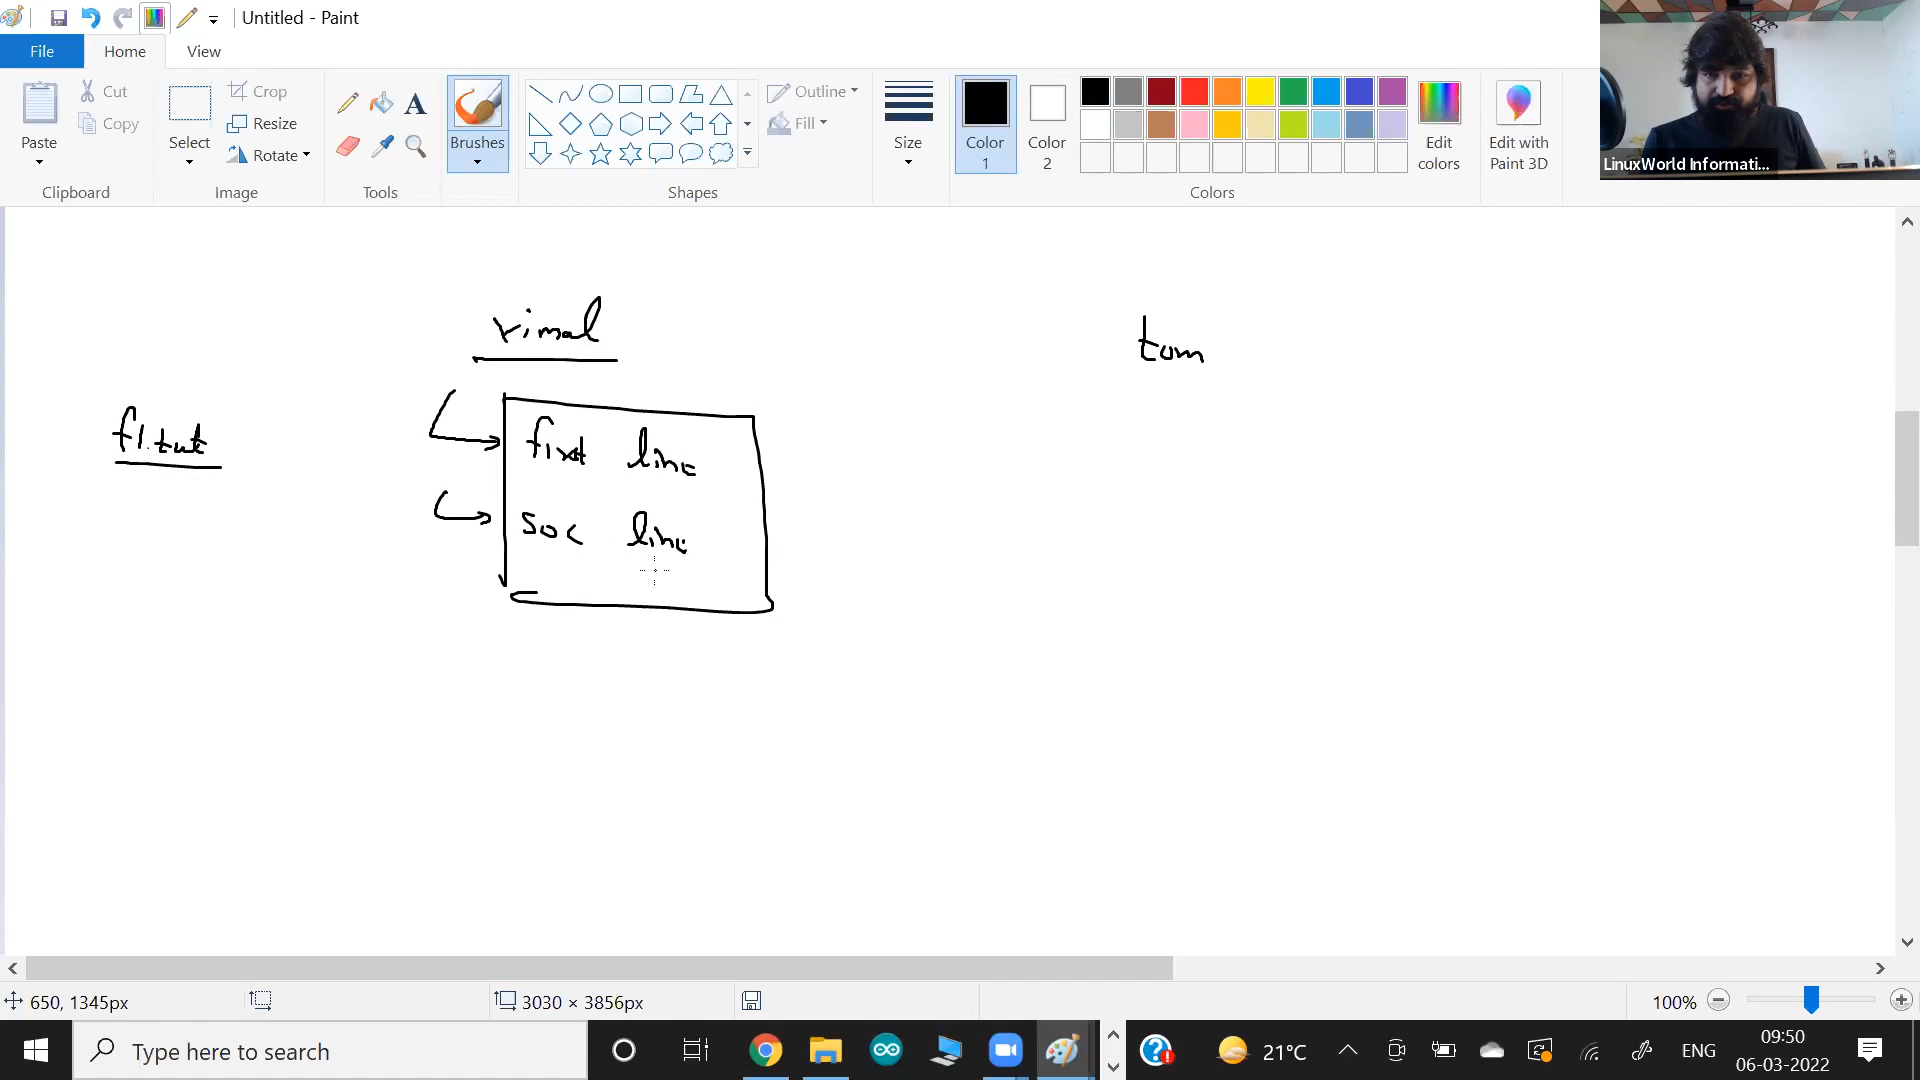 Untitled - Paint
File Home View
Paste
Cut
Copy
Clipboard
Select
Crop
Resize
Rotate
Image
Tools
Brushes
Shapes
Outline
Fill
Size
Color 1
Color 2
Colors
Edit colors
Edit with Paint 3D
LinuxWorld Informati...
vimal
tom
f1.txt
first line
sec line
650, 1345px
3030 × 3856px
100%
Type here to search
21°C
ENG
09:50
06-03-2022